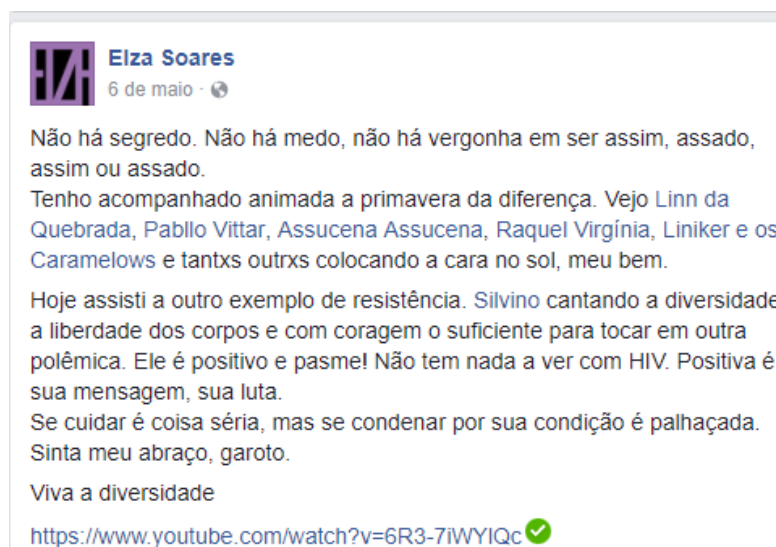 Elza Soares
6 de maio ·
Não há segredo. Não há medo, não há vergonha em ser assim, assado,
assim ou assado.
Tenho acompanhado animada a primavera da diferença. Vejo Linn da
Quebrada, Pabllo Vittar, Assucena Assucena, Raquel Virgínia, Liniker e os
Caramelows e tantxs outrxs colocando a cara no sol, meu bem.
Hoje assisti a outro exemplo de resistência. Silvino cantando a diversidade
a liberdade dos corpos e com coragem o suficiente para tocar em outra
polêmica. Ele é positivo e pasme! Não tem nada a ver com HIV. Positiva é
sua mensagem, sua luta.
Se cuidar é coisa séria, mas se condenar por sua condição é palhaçada.
Sinta meu abraço, garoto.
Viva a diversidade
https://www.youtube.com/watch?v=6R3-7iWYIQc